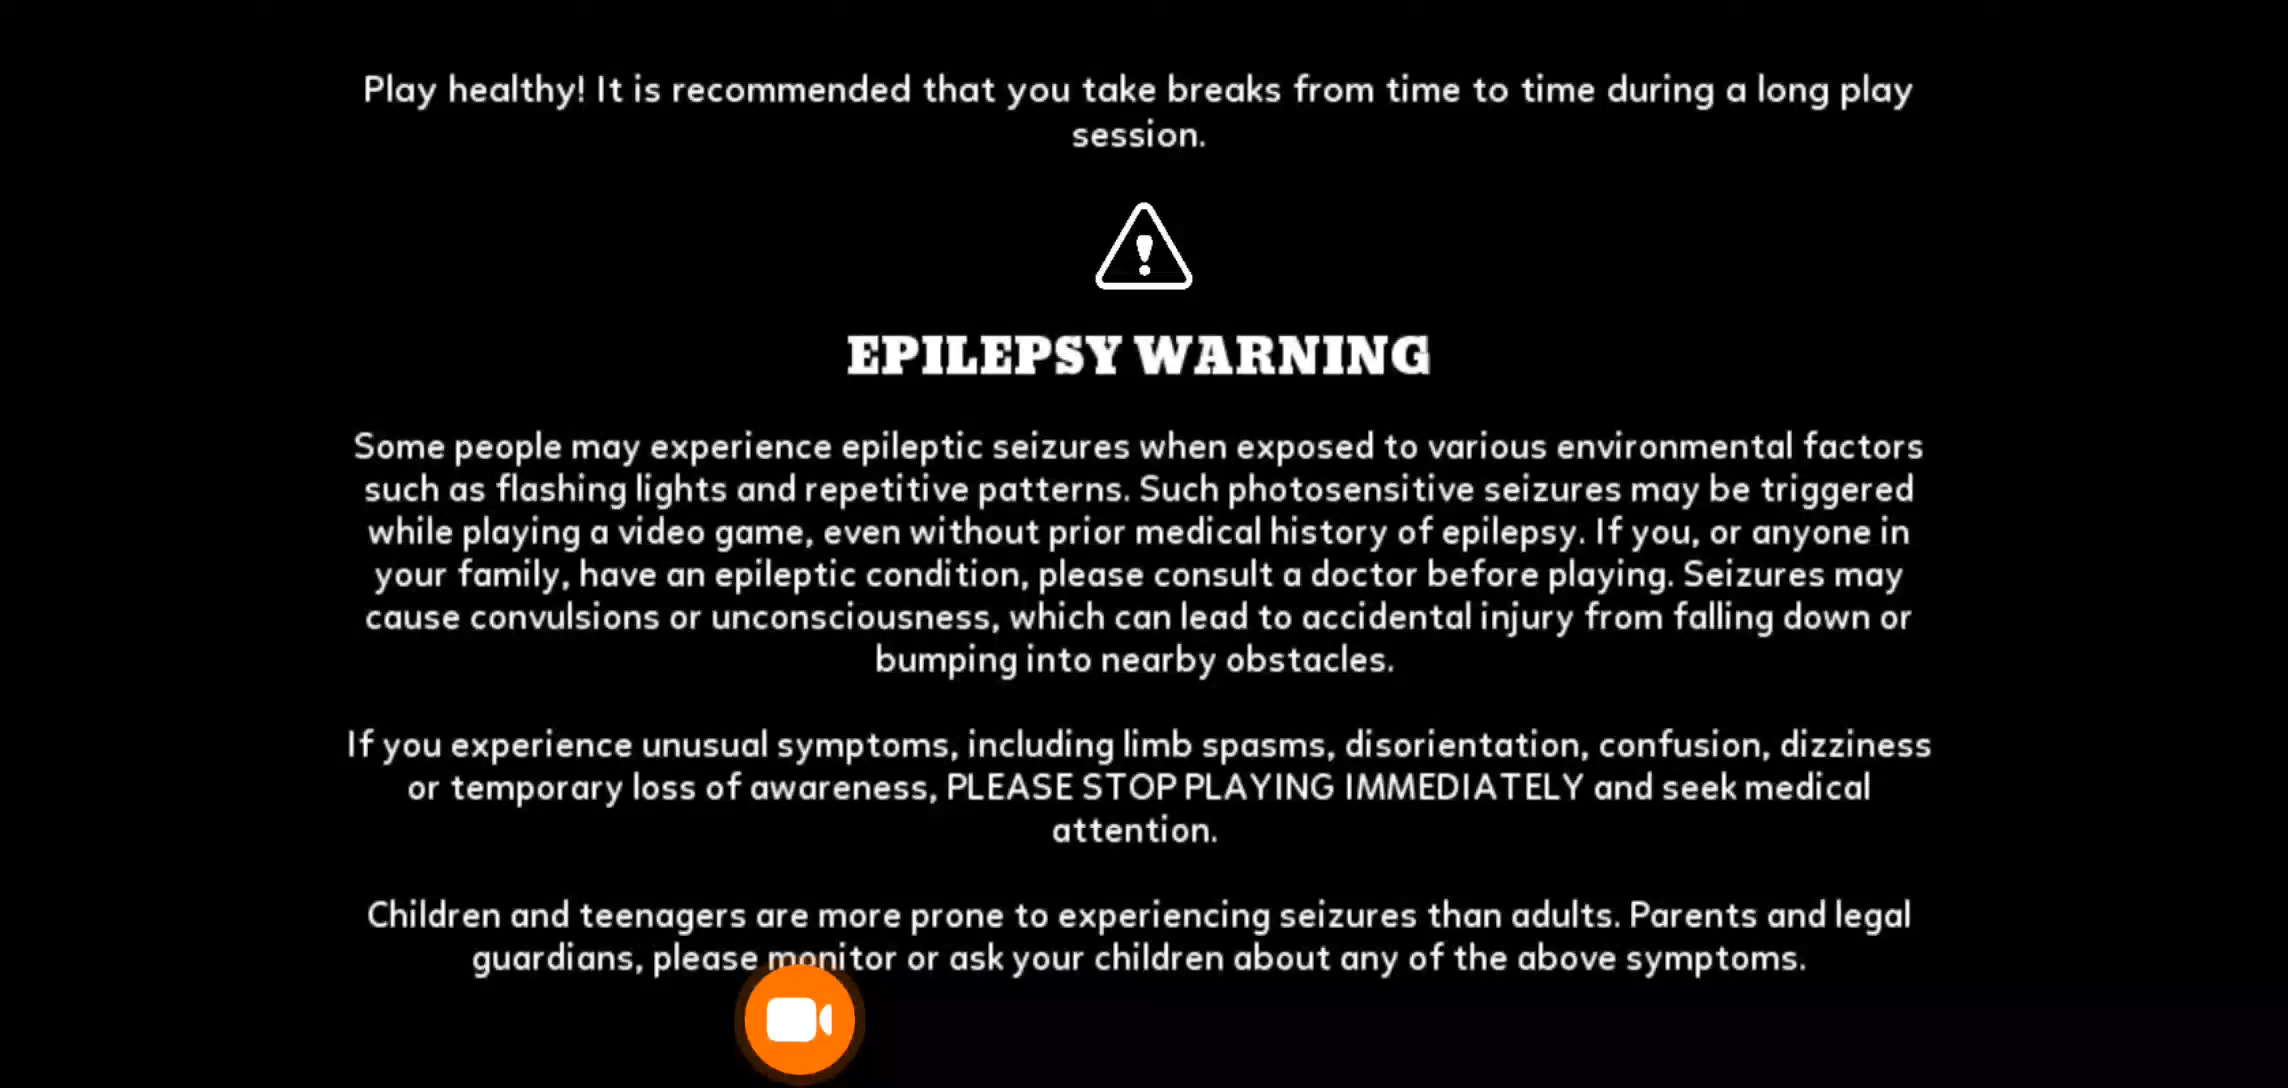 Play healthy! It is recommended that you take breaks from time to time during a long play
session.
EPILEPSY WARNING
Some people may experience epileptic seizures when exposed to various environmental factors
such as flashing lights and repetitive patterns. Such photosensitive seizures may be triggered
while playing a video game, even without prior medical history of epilepsy. If you, or anyone in
your family, have an epileptic condition, please consult a doctor before playing. Seizures may
cause convulsions or unconsciousness, which can lead to accidental injury from falling down or
bumping into nearby obstacles.
If you experience unusual symptoms, including limb spasms, disorientation, confusion, dizziness
or temporary loss of awareness, PLEASE STOP PLAYING IMMEDIATELY and seek medical
attention.
Children and teenagers are more prone to experiencing seizures than adults. Parents and legal
guardians, please monitor or ask your children about any of the above symptoms.